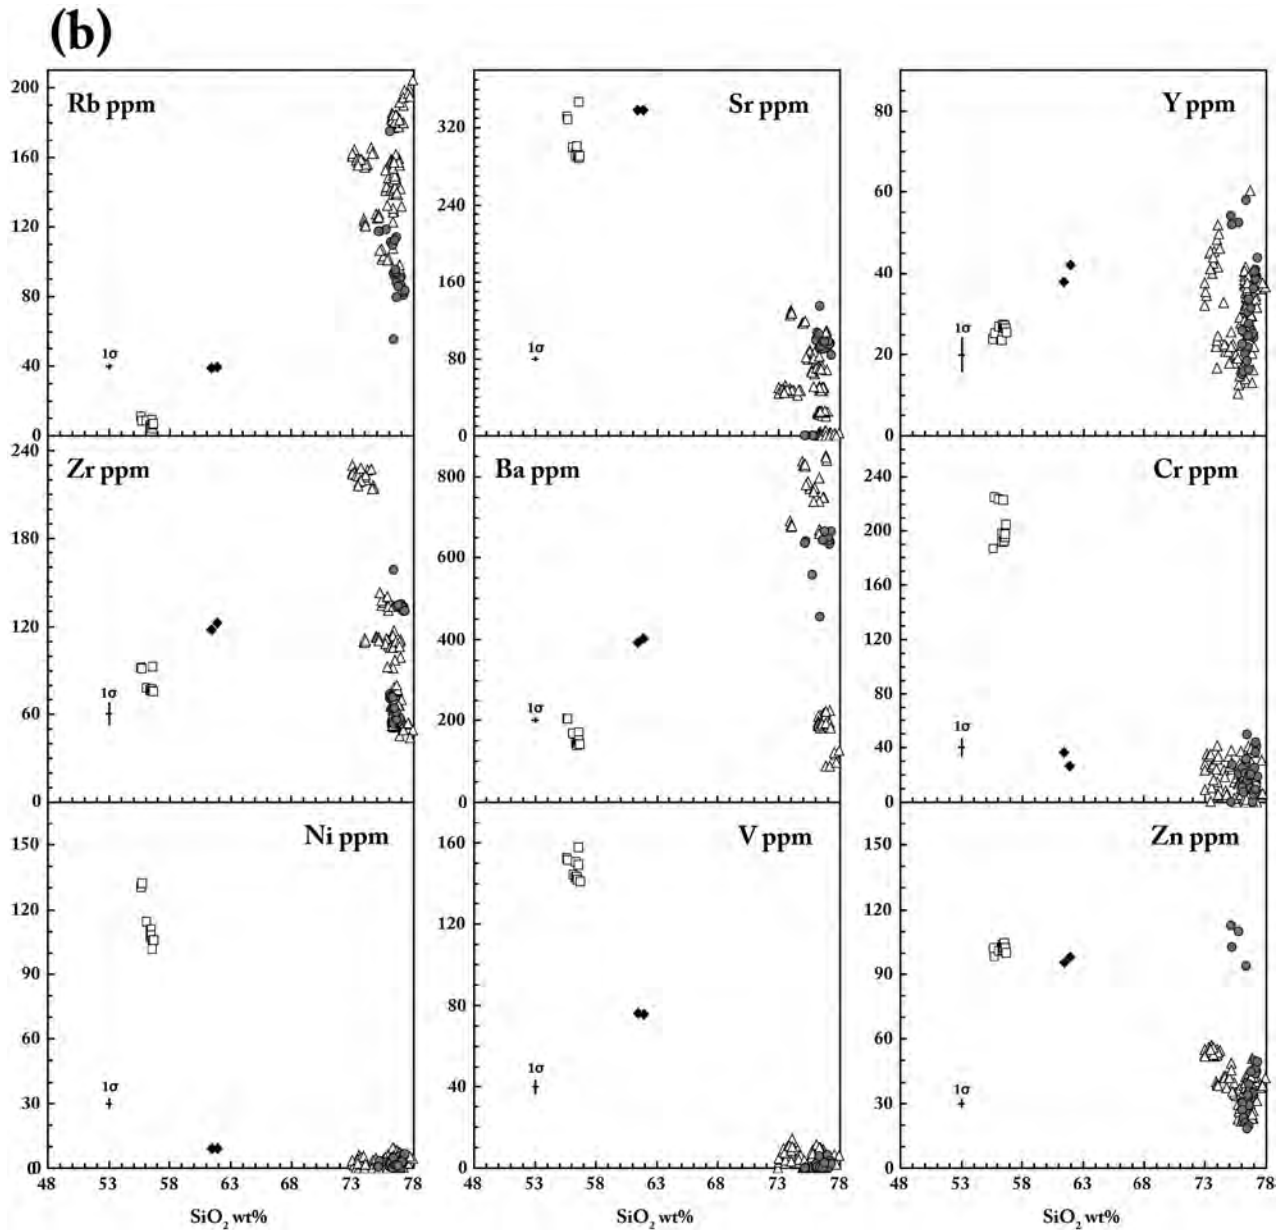 (b)
Rb ppm
200
160
120
80
40
0
1σ
Sr ppm
320
240
160
80
0
1σ
Y ppm
80
60
40
20
0
1σ
Zr ppm
240
180
120
60
0
1σ
Ba ppm
800
600
400
200
0
1σ
Cr ppm
240
200
160
120
80
40
0
1σ
Ni ppm
150
120
90
60
30
0
1σ
48 53 58 63 68 73 78
SiO₂ wt%
V ppm
160
120
80
40
0
1σ
48 53 58 63 68 73 78
SiO₂ wt%
Zn ppm
150
120
90
60
30
0
1σ
48 53 58 63 68 73 78
SiO₂ wt%